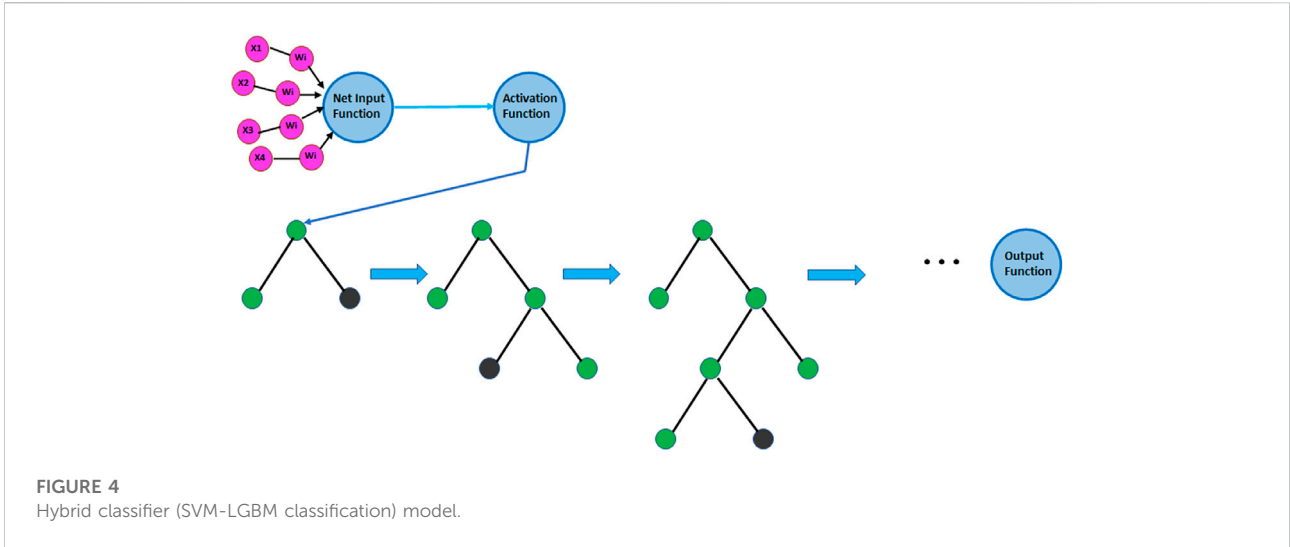 X1
Wi
X2
Wi
X3
Wi
X4
Wi
Net Input
Function
Activation
Function
...
Output
Function
FIGURE 4
Hybrid classifier (SVM-LGBM classification) model.